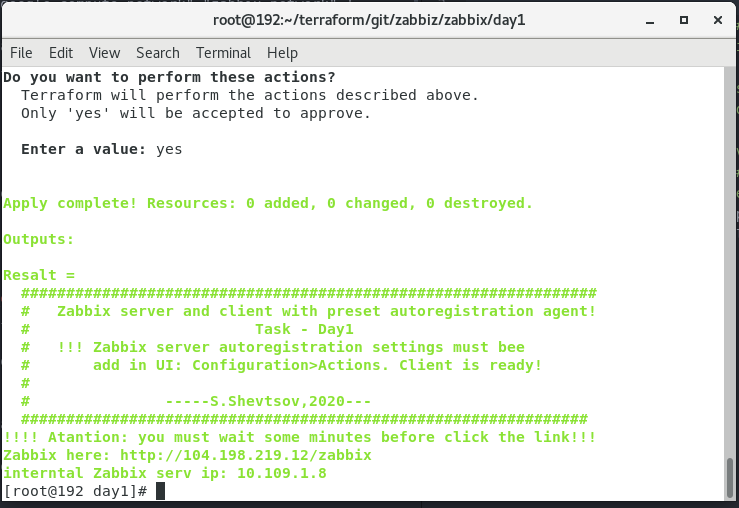 root@192:~/terraform/git/zabbiz/zabbix/day1
File Edit View Search Terminal Help
Do you want to perform these actions?
  Terraform will perform the actions described above.
  Only 'yes' will be accepted to approve.

  Enter a value: yes


Apply complete! Resources: 0 added, 0 changed, 0 destroyed.

Outputs:

Resalt =
  ################################################################
  #   Zabbix server and client with preset autoregistration agent!
  #                         Task - Day1
  #   !!! Zabbix server autoregistration settings must bee
  #       add in UI: Configuration>Actions. Client is ready!
  #
  #               -----S.Shevtsov,2020---
  ###############################################################
!!!! Atantion: you must wait some minutes before click the link!!!
Zabbix here: http://104.198.219.12/zabbix
interntal Zabbix serv ip: 10.109.1.8
[root@192 day1]#